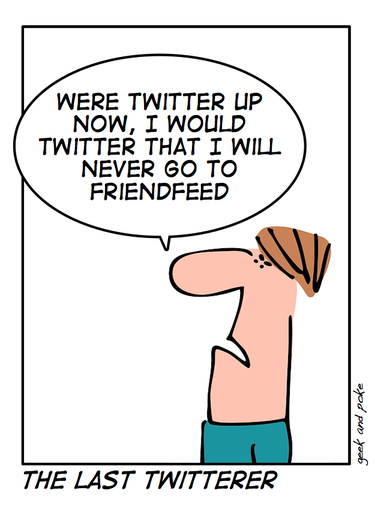 WERE TWITTER UP
NOW, I WOULD
TWITTER THAT I WILL
NEVER GO TO
FRIENDFEED
geek and poke
THE LAST TWITTERER